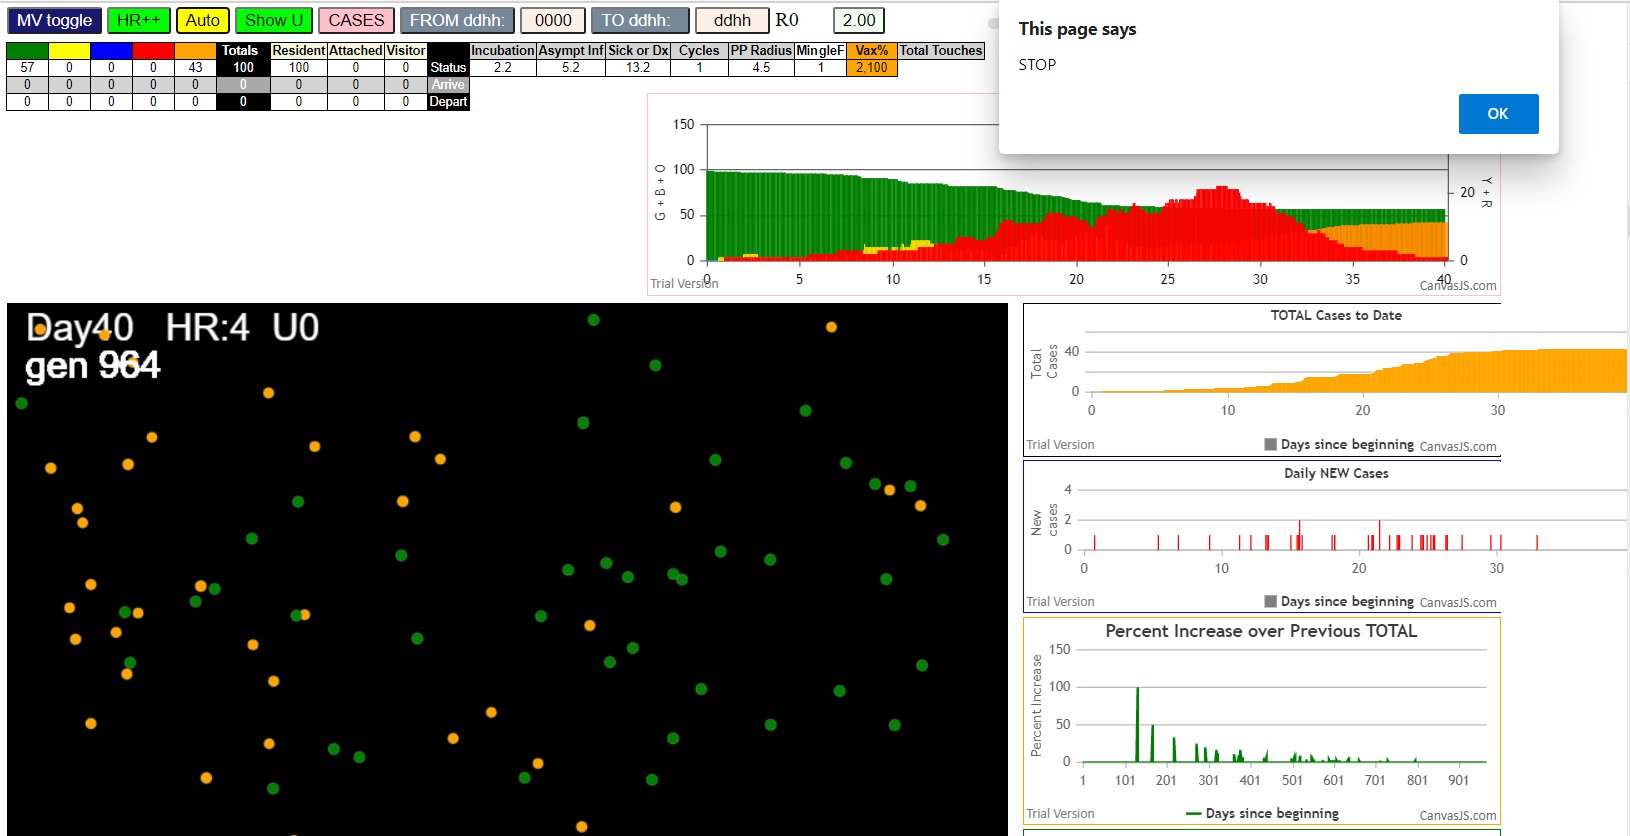 MV toggle HR++ Auto Show U CASES FROM ddhh: 0000 TO ddhh: ddhh R0 2.00
This page says
STOP
OK
Totals Resident Attached Visitor Incubation Asympt Inf Sick or Dx Cycles PP Radius MingleF Vax% Total Touches
57 0 0 0 43 100 100 0 0 Status 2.2 5.2 13.2 1 4.5 1 2,100
0 0 0 0 0 0 0 0 0 Arrive
0 0 0 0 0 0 0 0 0 Depart
150
100
50
0
G + B + O
20
0
Y + R
0 5 10 15 20 25 30 35 40
Trial Version CanvasJS.com
Day40 HR:4 U0
gen 964
TOTAL Cases to Date
Total Cases
40
0
0 10 20 30
Days since beginning
Trial Version CanvasJS.com
Daily NEW Cases
New cases
4
2
0
0 10 20 30
Days since beginning
Trial Version CanvasJS.com
Percent Increase over Previous TOTAL
Percent Increase
150
100
50
0
1 101 201 301 401 501 601 701 801 901
Days since beginning
Trial Version CanvasJS.com